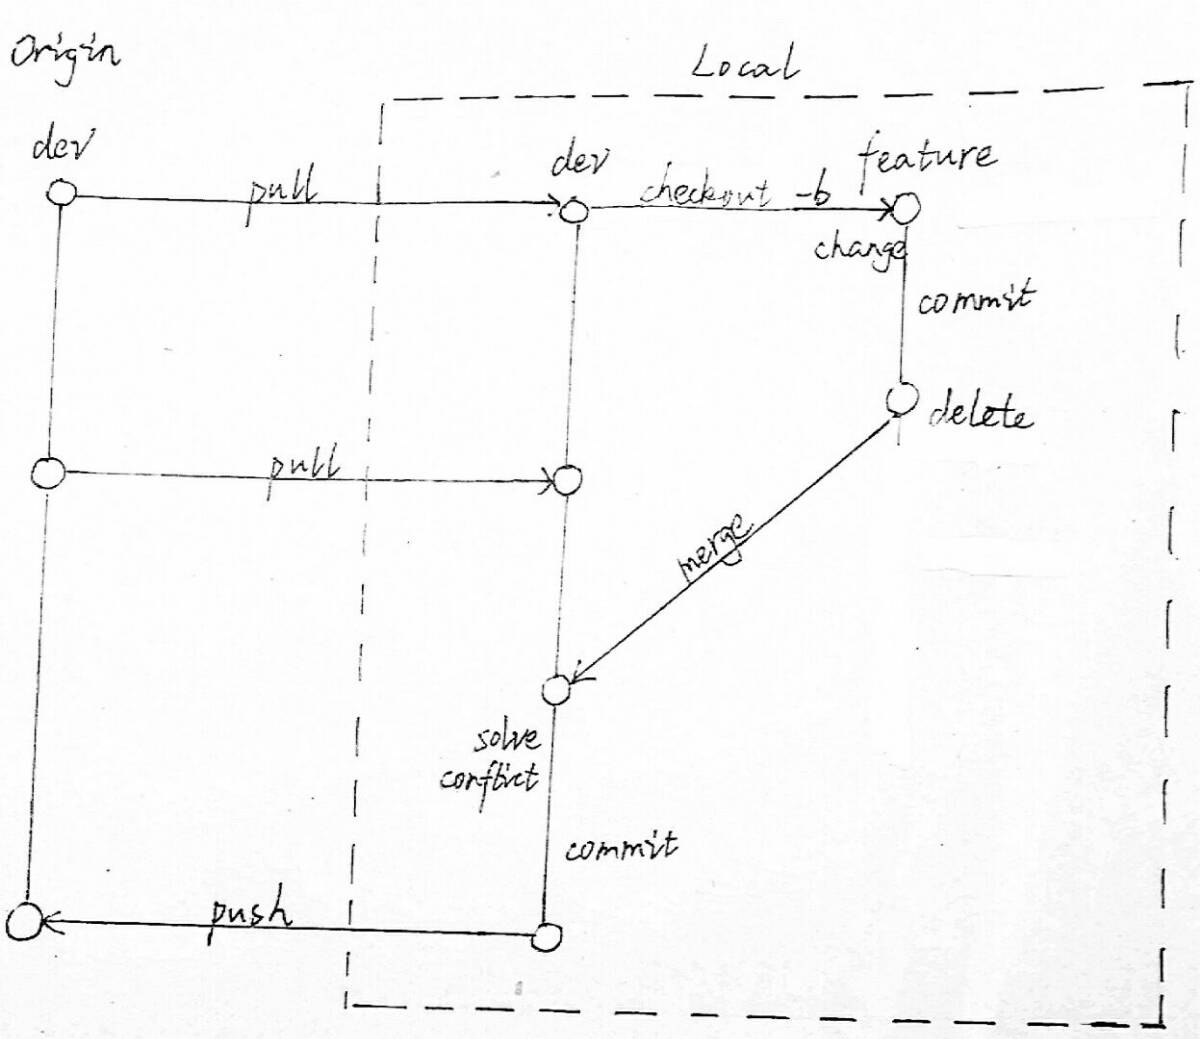 Origin
Local
dev
dev
feature
pull
checkout -b
change
commit
delete
pull
merge
solve
conflict
commit
push